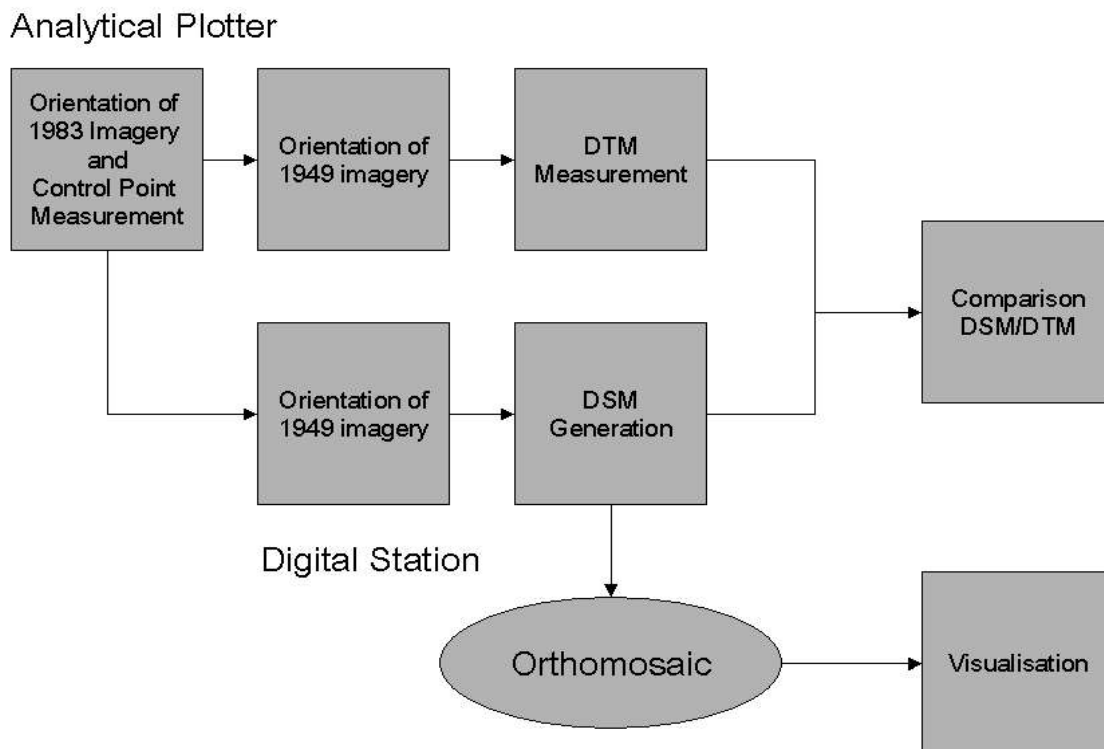 Analytical Plotter
Orientation of
1983 Imagery
and
Control Point
Measurement
Orientation of
1949 imagery
DTM
Measurement
Comparison
DSM/DTM
Orientation of
1949 imagery
DSM
Generation
Digital Station
Orthomosaic
Visualisation